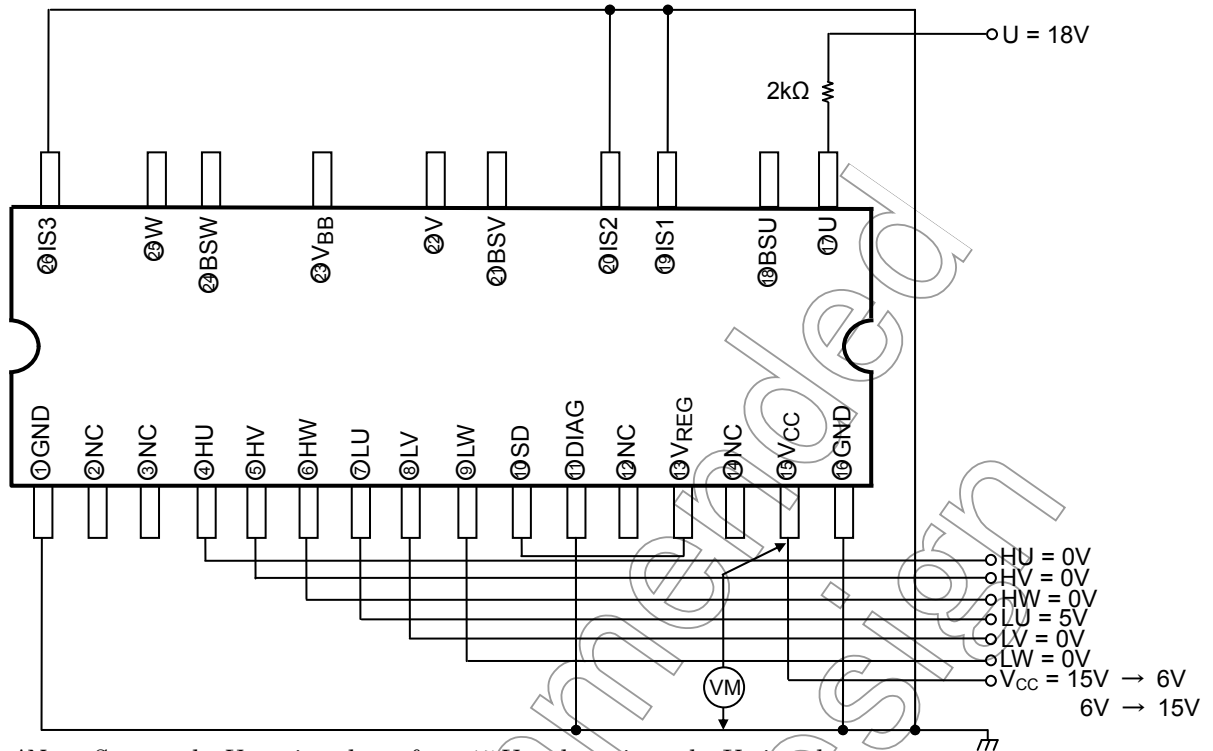 U = 18V
2kΩ
㉖IS3
㉕W
㉔BSW
㉓VBB
㉒V
㉑BSV
⑳IS2
⑲IS1
⑱BSU
⑰U
①GND
②NC
③NC
④HU
⑤HV
⑥HW
⑦LU
⑧LV
⑨LW
⑩SD
⑪DIAG
⑫NC
⑬VREG
⑭NC
⑮VCC
⑯GND
HU = 0V
HV = 0V
HW = 0V
LU = 5V
LV = 0V
LW = 0V
VM
VCC = 15V → 6V
6V → 15V
mmended
sign